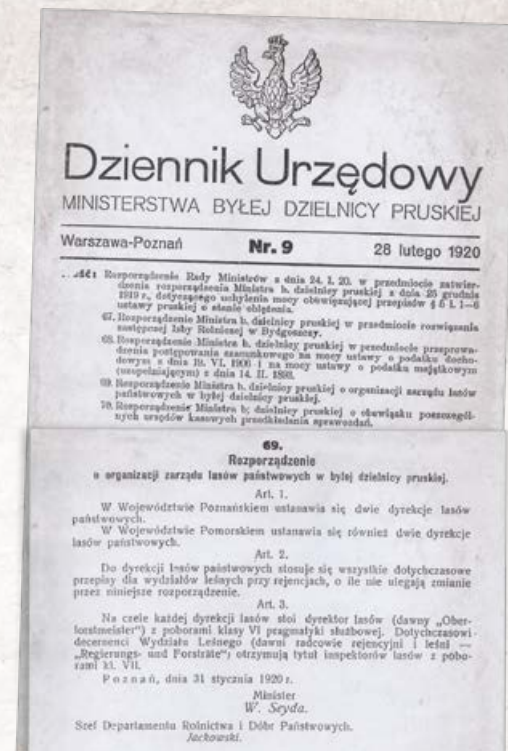 Dziennik Urzędowy
MINISTERSTWA BYŁEJ DZIELNICY PRUSKIEJ
Warszawa-Poznań Nr. 9 28 lutego 1920
Rozporządzenie Rady Ministrów z dnia 24. I. 20. w przedmiocie zatwier-
dzenia rozporządzenia Ministra b. dzielnicy pruskiej z dnia 25 grudnia
1919 r., dotyczącego uchylenia mocy obowiązującej przepisów § 5 l. 1—6
ustawy pruskiej o stanie oblężenia.
67. Rozporządzenie Ministra b. dzielnicy pruskiej w przedmiocie rozwiązania
zastępczej Izby Rolniczej w Bydgoszczy.
68. Rozporządzenie Ministra b. dzielnicy pruskiej w przedmiocie przeprowa-
dzenia postępowania szacunkowego na mocy ustawy o podatku docho-
dowym z dnia 19. VI. 1906 i na mocy ustawy o podatku majątkowym
(uzupełniającym) z dnia 14. II. 1893.
69. Rozporządzenie Ministra b. dzielnicy pruskiej o organizacji zarządu lasów
państwowych w byłej dzielnicy pruskiej.
70. Rozporządzenie Ministra b; dzielnicy pruskiej o obowiązku poszczegól-
nych urzędów kasowych przedkładania sprawozdań.
69.
Rozporządzenie
o organizacji zarządu lasów państwowych w byłej dzielnicy pruskiej.
Art. 1.
W Województwie Poznańskiem ustanawia się dwie dyrekcje lasów
państwowych.
W Województwie Pomorskiem ustanawia się również dwie dyrekcje
lasów państwowych.
Art. 2.
Do dyrekcji lasów państwowych stosuje się wszystkie dotychczasowe
przepisy dla wydziałów leśnych przy rejencjach, o ile nie ulegają zmianie
przez niniejsze rozporządzenie.
Art. 3.
Na czele każdej dyrekcji lasów stoi dyrektor lasów (dawny „Ober-
forstmeister“) z poborami klasy VI pragmatyki służbowej. Dotychczasowi
decernenci Wydziału Leśnego (dawni radcowie rejencyjni i leśni —
„Regierungs- und Forsträte“) otrzymują tytuł inspektorów lasów z pobo-
rami kl. VII.
Poznań, dnia 31 stycznia 1920 r.
Minister
W. Seyda.
Szef Departamentu Rolnictwa i Dóbr Państwowych.
Jackowski.